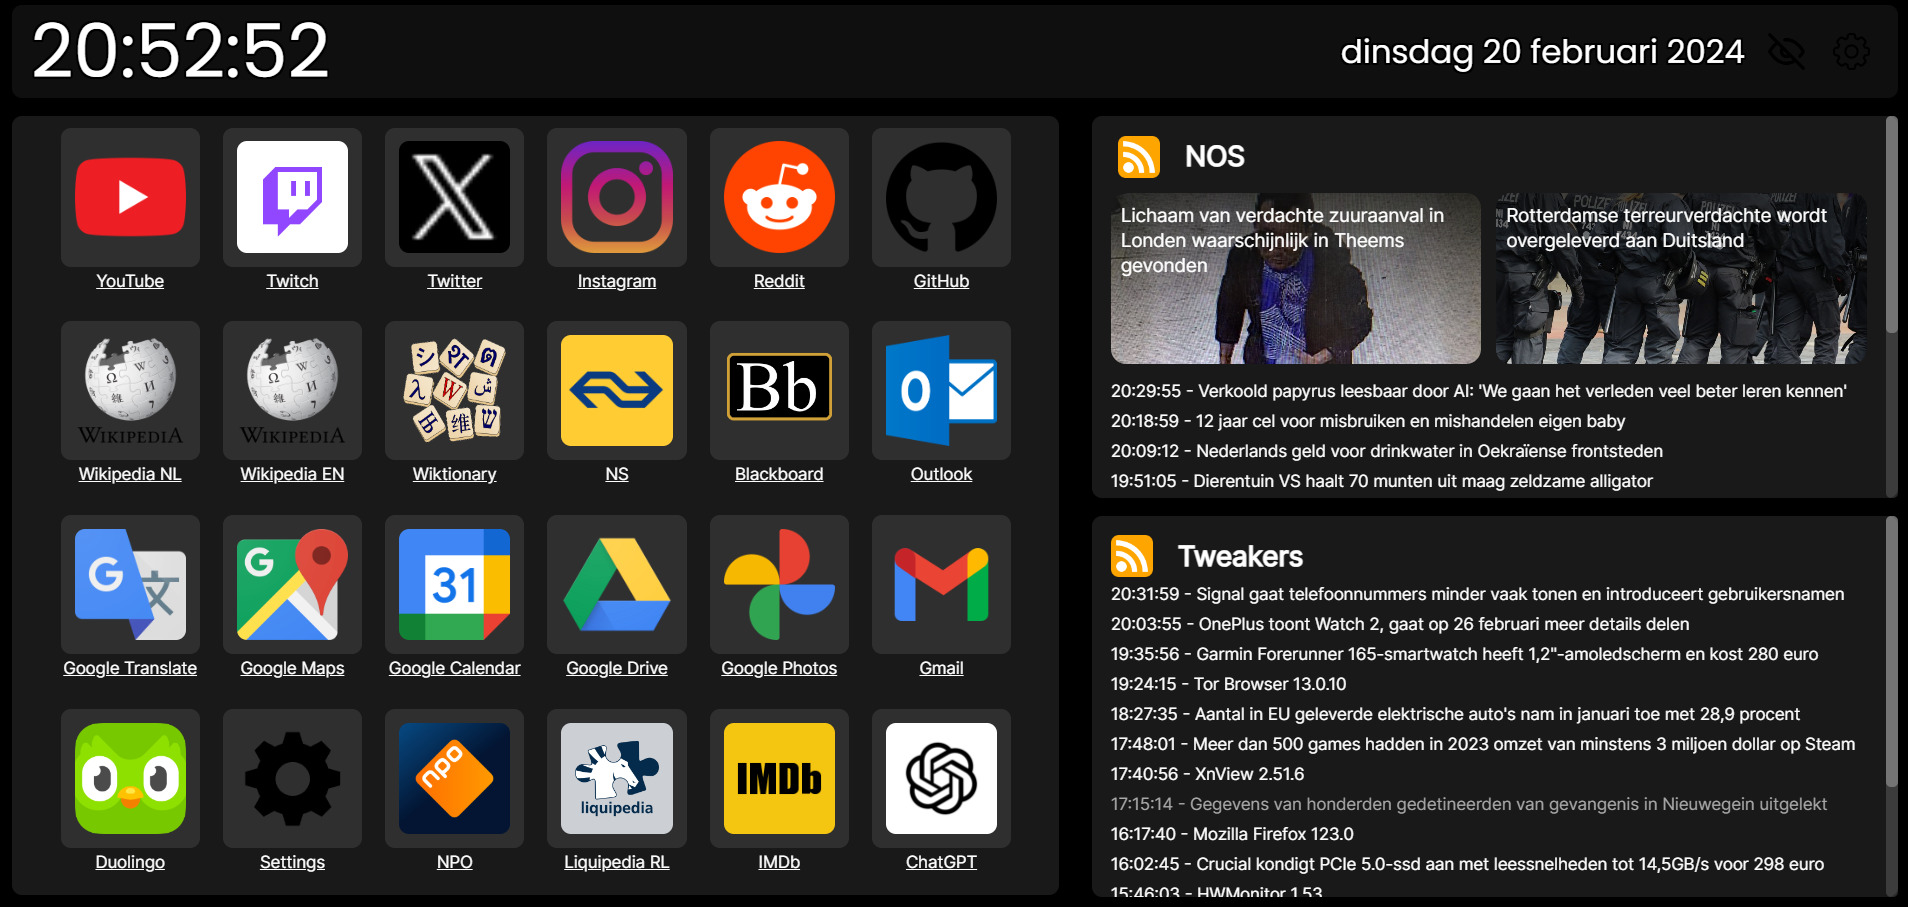 20:52:52
dinsdag 20 februari 2024
YouTube
Twitch
Twitter
Instagram
Reddit
GitHub
WIKIPEDIA
WIKIPEDIA
Bb
Wikipedia NL
Wikipedia EN
Wiktionary
NS
Blackboard
Outlook
31
Google Translate
Google Maps
Google Calendar
Google Drive
Google Photos
Gmail
npo
liquipedia
IMDb
Duolingo
Settings
NPO
Liquipedia RL
IMDb
ChatGPT
NOS
Lichaam van verdachte zuuraanval in
Londen waarschijnlijk in Theems
gevonden
Rotterdamse terreurverdachte wordt
overgeleverd aan Duitsland
20:29:55 - Verkoold papyrus leesbaar door AI: 'We gaan het verleden veel beter leren kennen'
20:18:59 - 12 jaar cel voor misbruiken en mishandelen eigen baby
20:09:12 - Nederlands geld voor drinkwater in Oekraïense frontsteden
19:51:05 - Dierentuin VS haalt 70 munten uit maag zeldzame alligator
Tweakers
20:31:59 - Signal gaat telefoonnummers minder vaak tonen en introduceert gebruikersnamen
20:03:55 - OnePlus toont Watch 2, gaat op 26 februari meer details delen
19:35:56 - Garmin Forerunner 165-smartwatch heeft 1,2"-amoledscherm en kost 280 euro
19:24:15 - Tor Browser 13.0.10
18:27:35 - Aantal in EU geleverde elektrische auto's nam in januari toe met 28,9 procent
17:48:01 - Meer dan 500 games hadden in 2023 omzet van minstens 3 miljoen dollar op Steam
17:40:56 - XnView 2.51.6
17:15:14 - Gegevens van honderden gedetineerden van gevangenis in Nieuwegein uitgelekt
16:17:40 - Mozilla Firefox 123.0
16:02:45 - Crucial kondigt PCIe 5.0-ssd aan met leessnelheden tot 14,5GB/s voor 298 euro
15:46:03 - HWMonitor 1.53